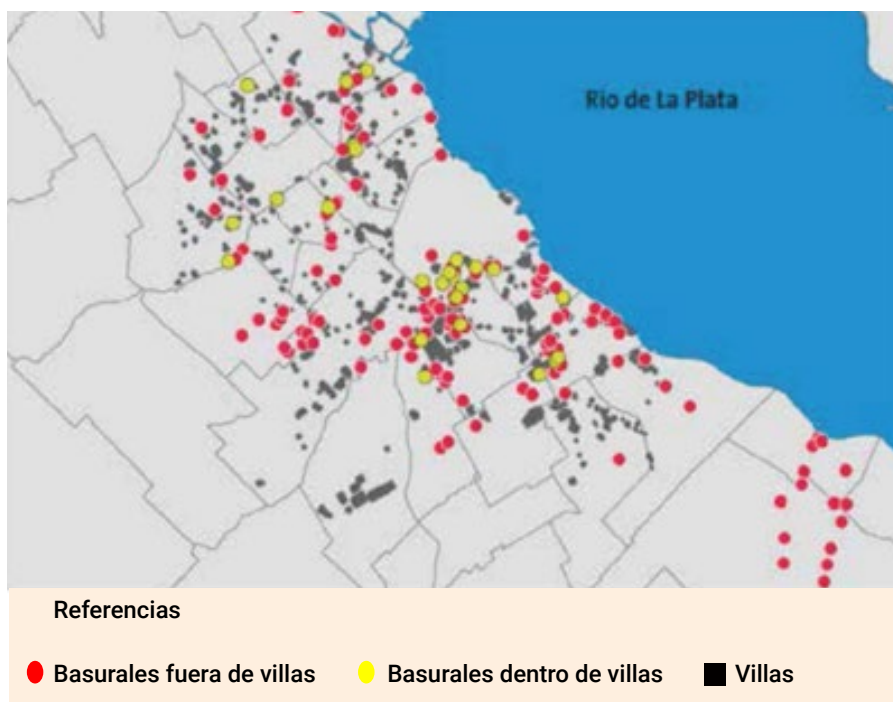 Río de La Plata
Referencias
Basurales fuera de villas Basurales dentro de villas Villas